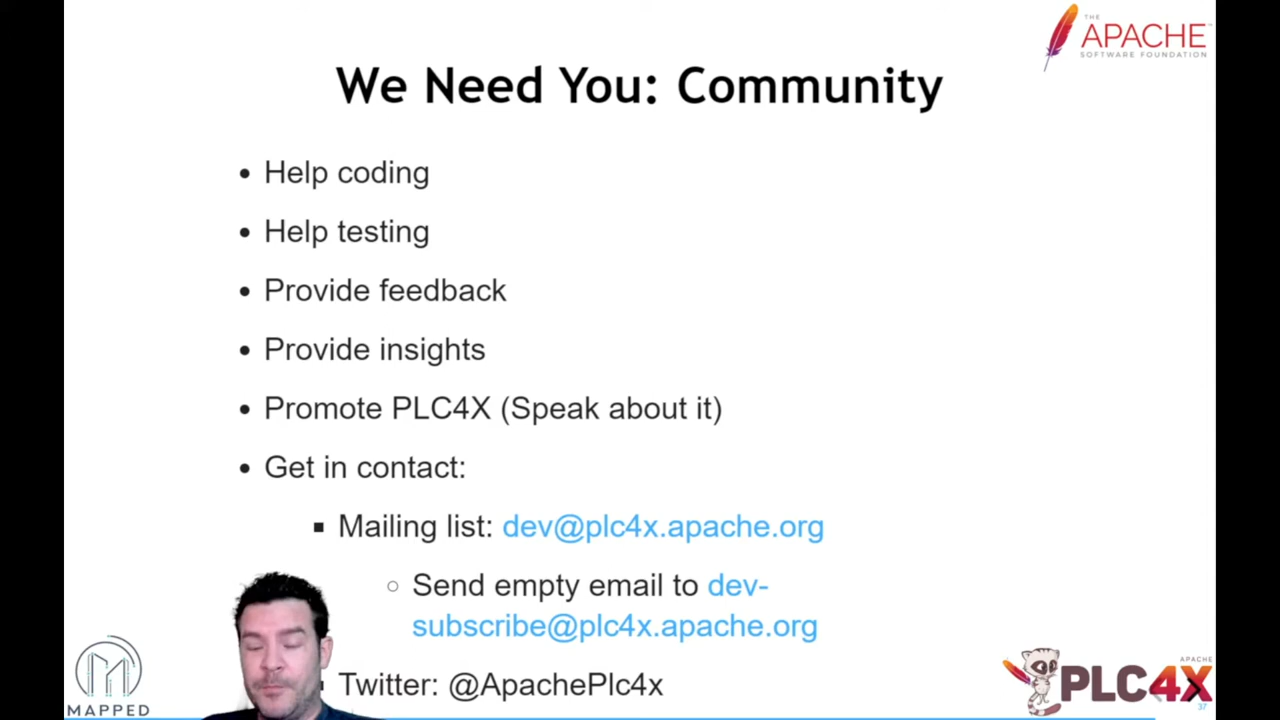 THE
APACHE
SOFTWARE FOUNDATION
We Need You: Community
Help coding
Help testing
Provide feedback
Provide insights
Promote PLC4X (Speak about it)
Get in contact:
Mailing list: dev@plc4x.apache.org
Send empty email to dev-
subscribe@plc4x.apache.org
Twitter: @ApachePlc4x
MAPPED
APACHE
PLC4X
37